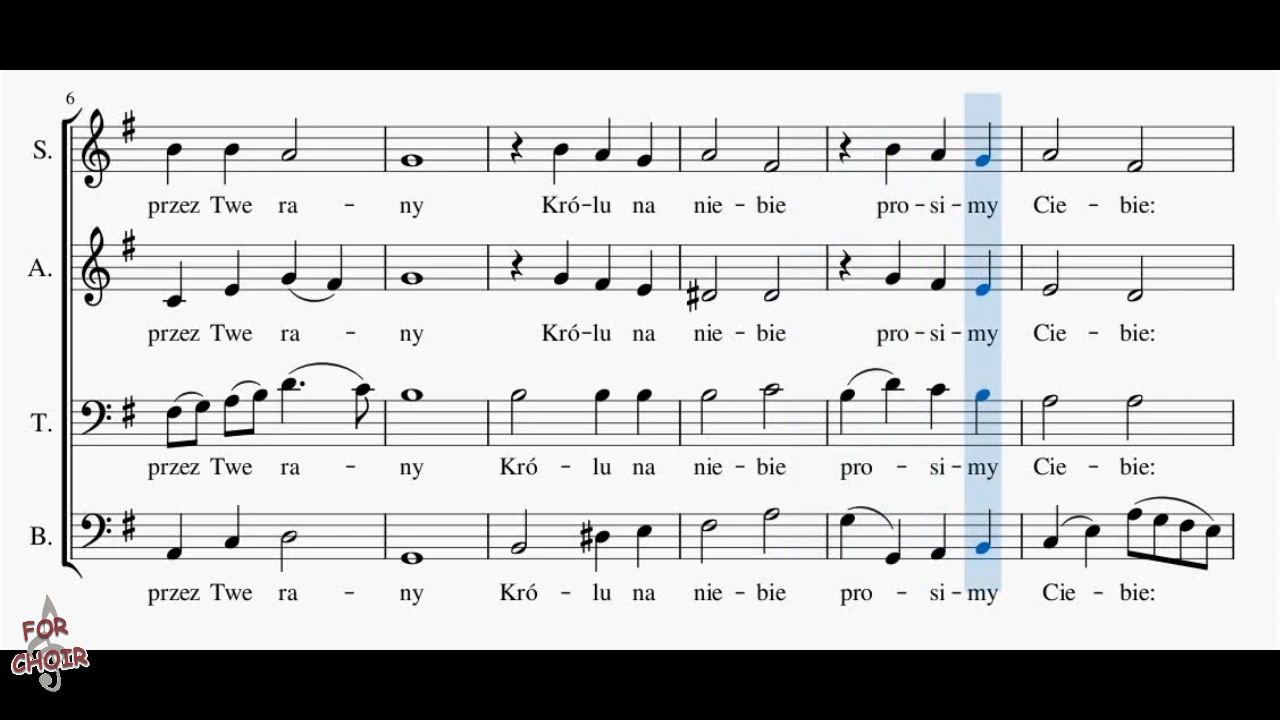 6
S.
przez Twe ra - ny Kró-lu na nie - bie pro-si-my Cie - bie:
A.
przez Twe ra - ny Kró-lu na nie - bie pro-si-my Cie - bie:
T.
przez Twe ra - ny Kró - lu na nie - bie pro - si-my Cie - bie:
B.
przez Twe ra - ny Kró - lu na nie - bie pro - si-my Cie - bie:
FOR
CHOIR